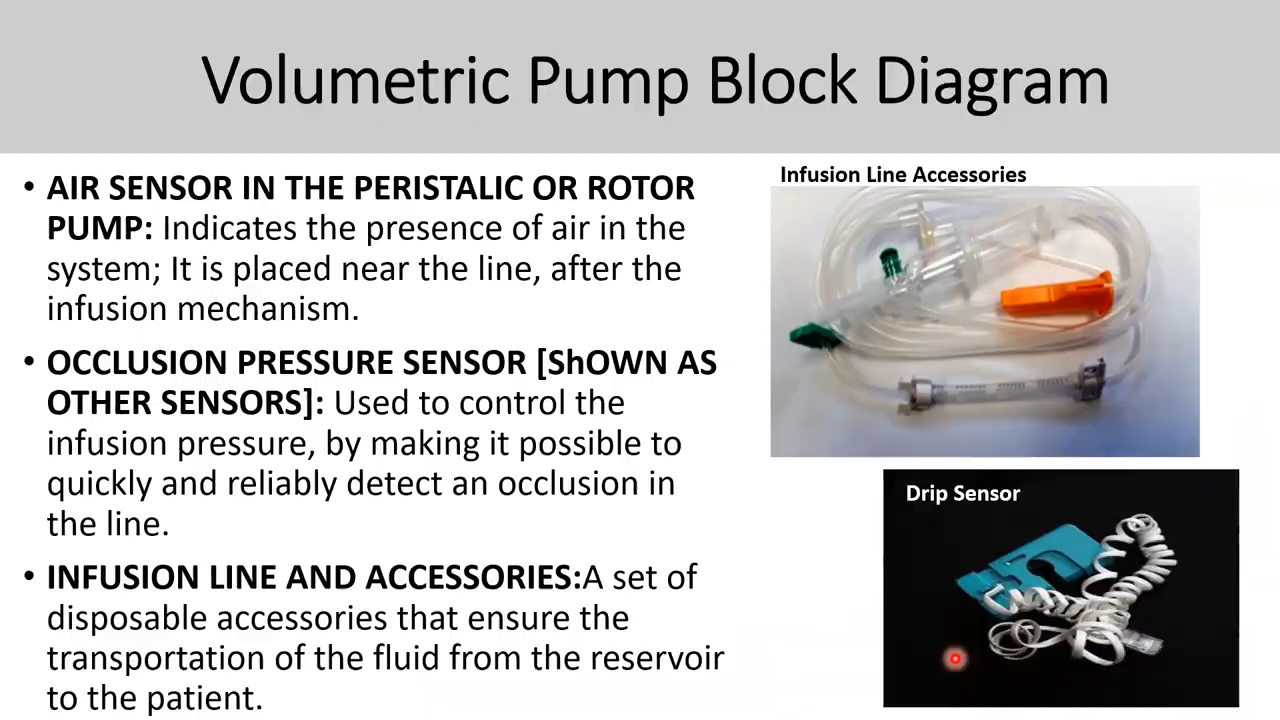 Volumetric Pump Block Diagram
• AIR SENSOR IN THE PERISTALIC OR ROTOR
PUMP: Indicates the presence of air in the
system; It is placed near the line, after the
infusion mechanism.
• OCCLUSION PRESSURE SENSOR [ShOWN AS
OTHER SENSORS]: Used to control the
infusion pressure, by making it possible to
quickly and reliably detect an occlusion in
the line.
• INFUSION LINE AND ACCESSORIES:A set of
disposable accessories that ensure the
transportation of the fluid from the reservoir
to the patient.
Infusion Line Accessories
Drip Sensor